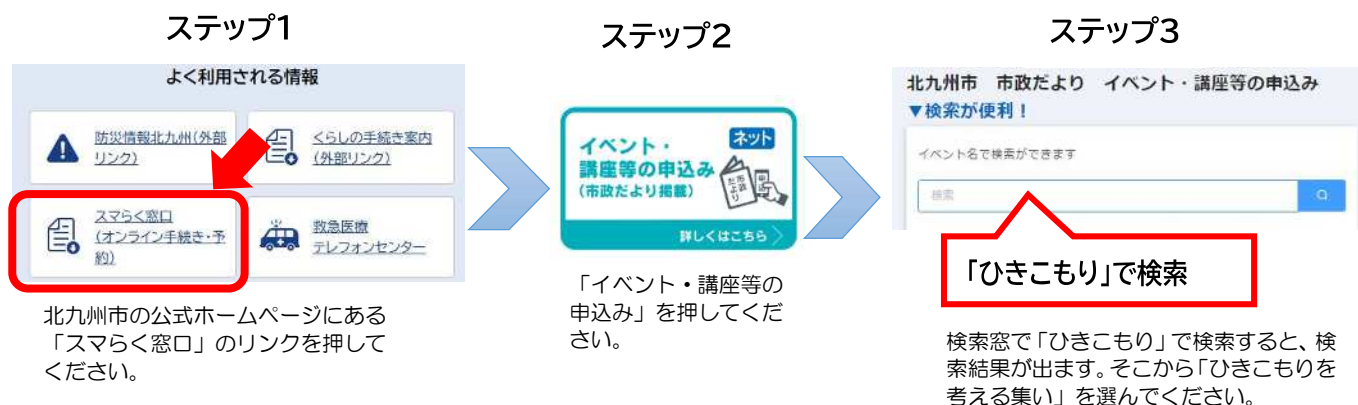 ステップ1
よく利用される情報
防災情報北九州(外部
リンク)
くらしの手続き案内
(外部リンク)
スマらく窓口
(オンライン手続き・予
約)
救急医療
テレフォンセンター
北九州市の公式ホームページにある
「スマらく窓口」のリンクを押して
ください。
ステップ2
イベント・
講座等の申込み
(市政だより掲載)
ネット
市政だより
詳しくはこちら
「イベント・講座等の
申込み」を押してくだ
さい。
ステップ3
北九州市 市政だより イベント・講座等の申込み
▼検索が便利！
イベント名で検索ができます
検索
「ひきこもり」で検索
検索窓で「ひきこもり」で検索すると、検
索結果が出ます。そこから「ひきこもりを
考える集い」を選んでください。